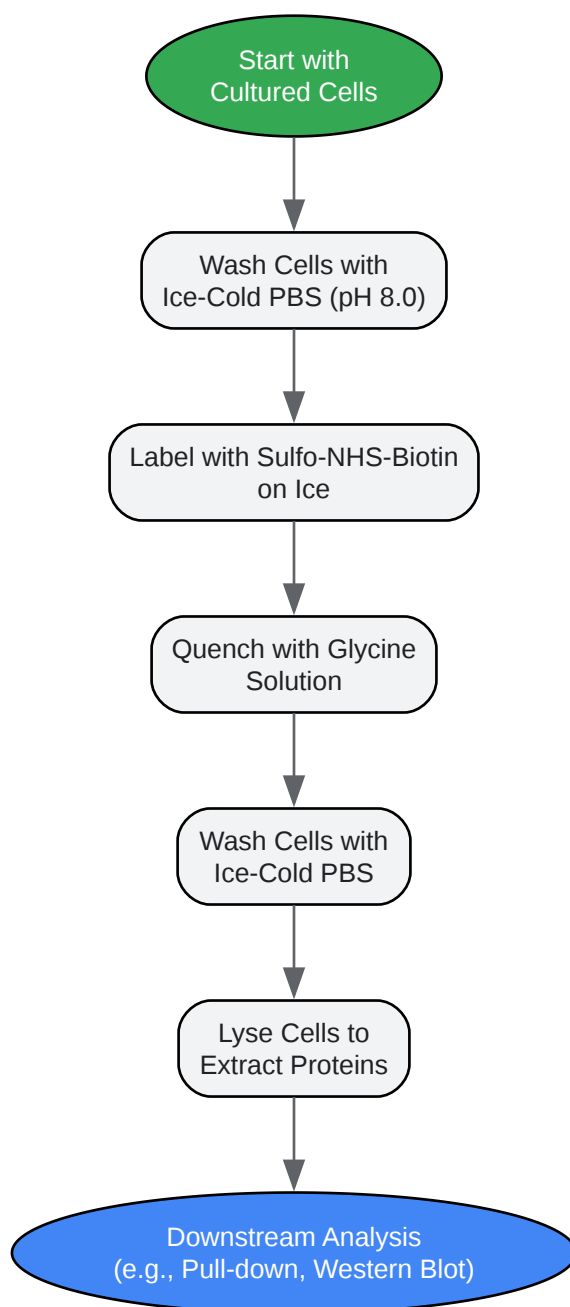 Start with
Cultured Cells
Wash Cells with
Ice-Cold PBS (pH 8.0)
Label with Sulfo-NHS-Biotin
on Ice
Quench with Glycine
Solution
Wash Cells with
Ice-Cold PBS
Lyse Cells to
Extract Proteins
Downstream Analysis
(e.g., Pull-down, Western Blot)